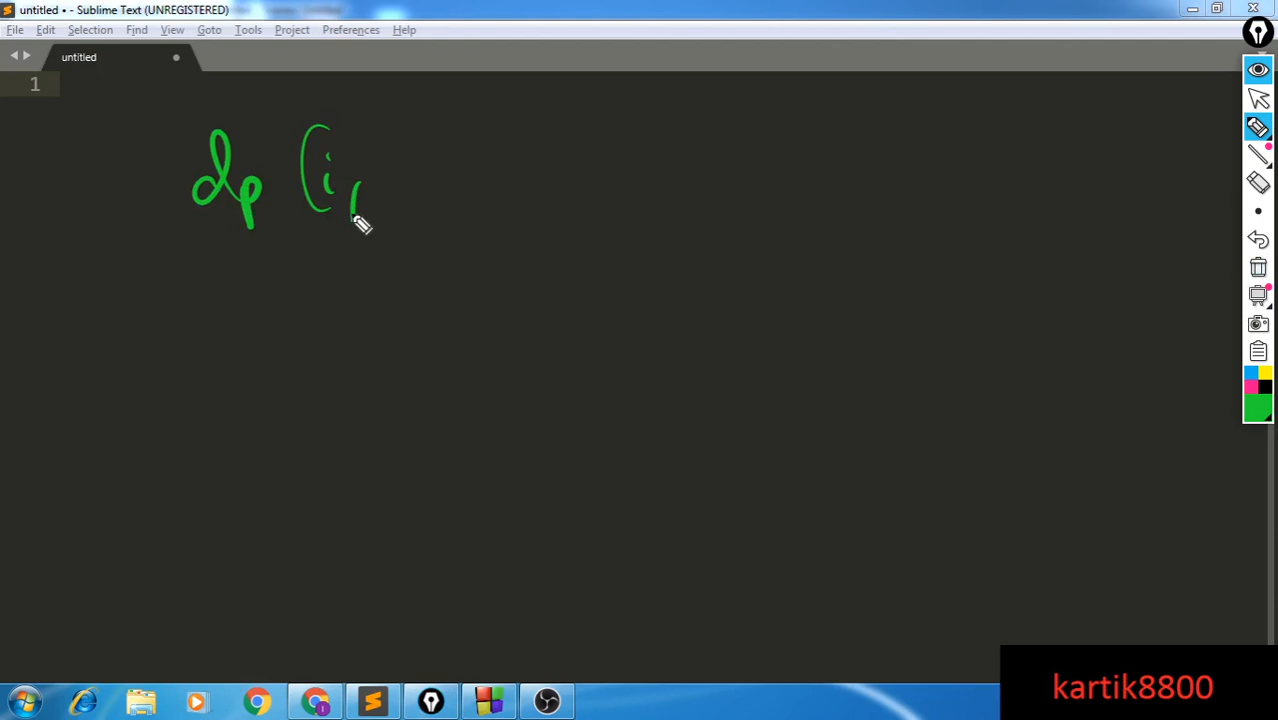 untitled • - Sublime Text (UNREGISTERED)
File Edit Selection Find View Goto Tools Project Preferences Help
untitled
1
dp (i,
kartik8800